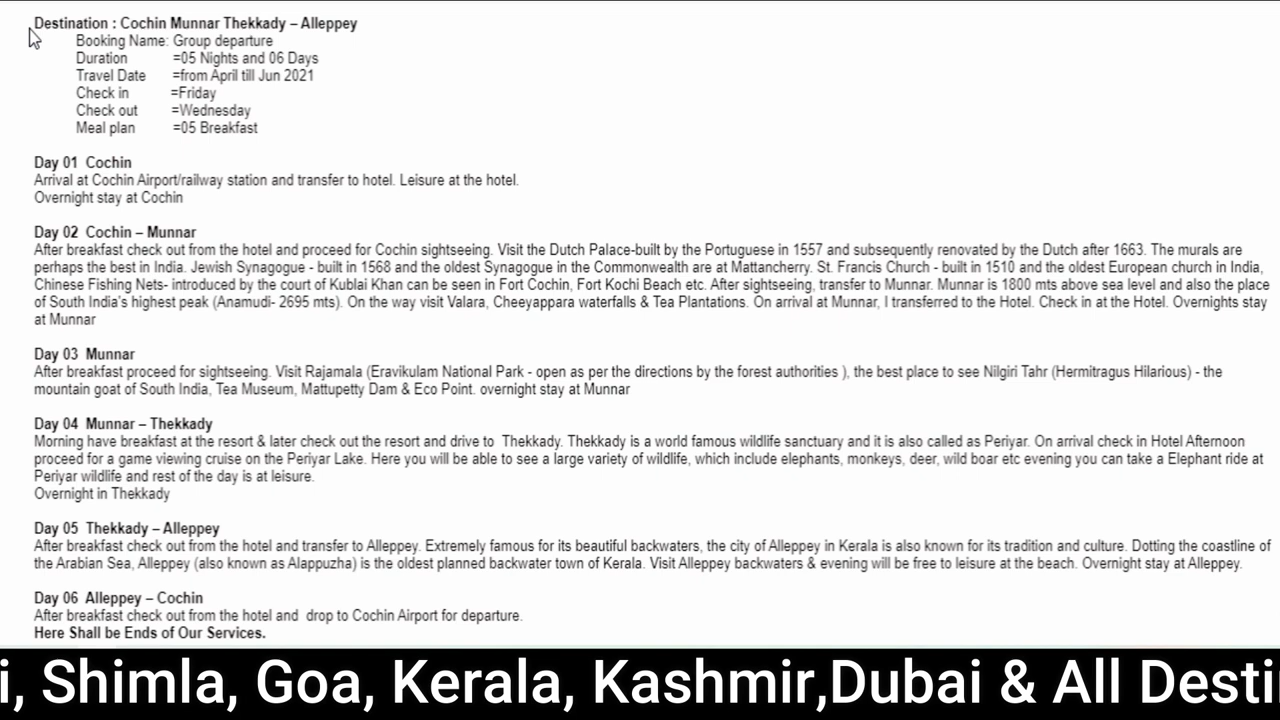 Destination : Cochin Munnar Thekkady – Alleppey
Booking Name: Group departure
Duration =05 Nights and 06 Days
Travel Date =from April till Jun 2021
Check in =Friday
Check out =Wednesday
Meal plan =05 Breakfast
Day 01 Cochin
Arrival at Cochin Airport/railway station and transfer to hotel. Leisure at the hotel.
Overnight stay at Cochin
Day 02 Cochin – Munnar
After breakfast check out from the hotel and proceed for Cochin sightseeing. Visit the Dutch Palace-built by the Portuguese in 1557 and subsequently renovated by the Dutch after 1663. The murals are
perhaps the best in India. Jewish Synagogue - built in 1568 and the oldest Synagogue in the Commonwealth are at Mattancherry. St. Francis Church - built in 1510 and the oldest European church in India,
Chinese Fishing Nets- introduced by the court of Kublai Khan can be seen in Fort Cochin, Fort Kochi Beach etc. After sightseeing, transfer to Munnar. Munnar is 1800 mts above sea level and also the place
of South India's highest peak (Anamudi- 2695 mts). On the way visit Valara, Cheeyappara waterfalls & Tea Plantations. On arrival at Munnar, I transferred to the Hotel. Check in at the Hotel. Overnights stay
at Munnar
Day 03 Munnar
After breakfast proceed for sightseeing. Visit Rajamala (Eravikulam National Park - open as per the directions by the forest authorities ), the best place to see Nilgiri Tahr (Hermitragus Hilarious) - the
mountain goat of South India, Tea Museum, Mattupetty Dam & Eco Point. overnight stay at Munnar
Day 04 Munnar – Thekkady
Morning have breakfast at the resort & later check out the resort and drive to Thekkady. Thekkady is a world famous wildlife sanctuary and it is also called as Periyar. On arrival check in Hotel Afternoon
proceed for a game viewing cruise on the Periyar Lake. Here you will be able to see a large variety of wildlife, which include elephants, monkeys, deer, wild boar etc evening you can take a Elephant ride at
Periyar wildlife and rest of the day is at leisure.
Overnight in Thekkady
Day 05 Thekkady – Alleppey
After breakfast check out from the hotel and transfer to Alleppey. Extremely famous for its beautiful backwaters, the city of Alleppey in Kerala is also known for its tradition and culture. Dotting the coastline of
the Arabian Sea, Alleppey (also known as Alappuzha) is the oldest planned backwater town of Kerala. Visit Alleppey backwaters & evening will be free to leisure at the beach. Overnight stay at Alleppey.
Day 06 Alleppey – Cochin
After breakfast check out from the hotel and drop to Cochin Airport for departure.
Here Shall be Ends of Our Services.
i, Shimla, Goa, Kerala, Kashmir,Dubai & All Desti